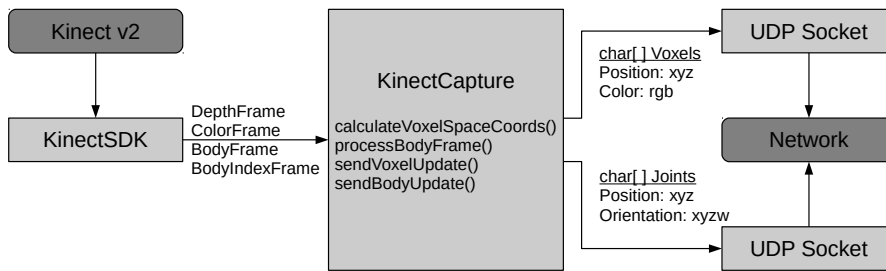 Kinect v2
KinectSDK
DepthFrame
ColorFrame
BodyFrame
BodyIndexFrame
KinectCapture
calculateVoxelSpaceCoords()
processBodyFrame()
sendVoxelUpdate()
sendBodyUpdate()
char[ ] Voxels
Position: xyz
Color: rgb
char[ ] Joints
Position: xyz
Orientation: xyzw
UDP Socket
Network
UDP Socket